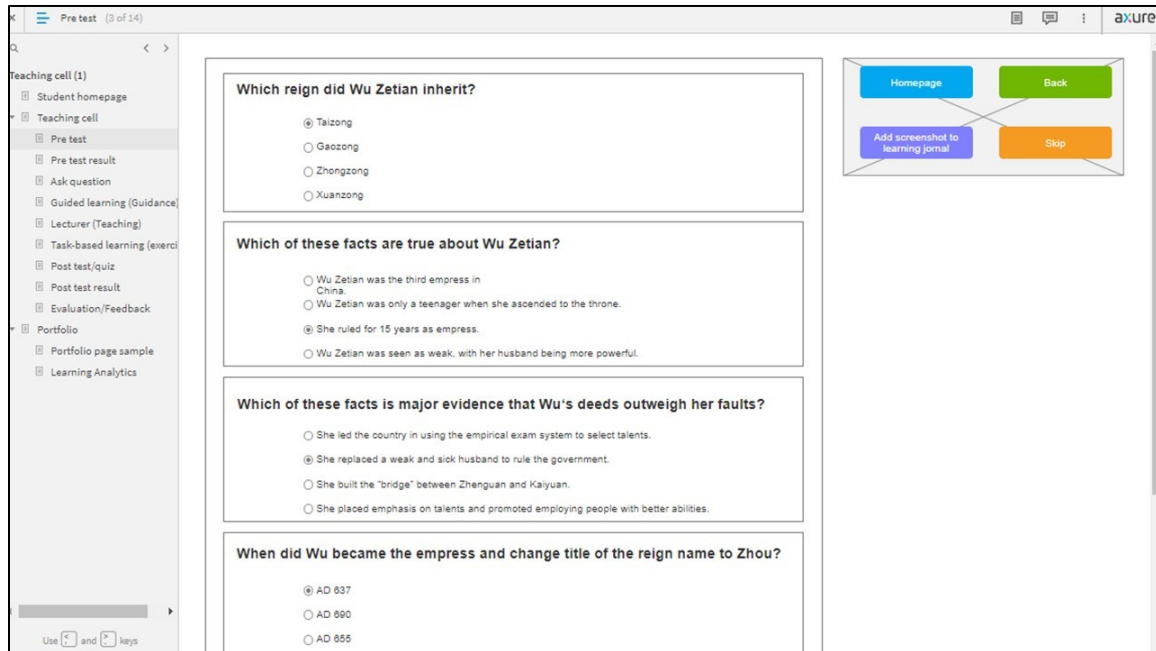 Pre test (3 of 14)
axure
Teaching cell (1)
Student homepage
Teaching cell
Pre test
Pre test result
Ask question
Guided learning (Guidance)
Lecturer (Teaching)
Task-based learning (exerci
Post test/quiz
Post test result
Evaluation/Feedback
Portfolio
Portfolio page sample
Learning Analytics
Use < and > keys
Which reign did Wu Zetian inherit?
Taizong
Gaozong
Zhongzong
Xuanzong
Which of these facts are true about Wu Zetian?
Wu Zetian was the third empress in
China.
Wu Zetian was only a teenager when she ascended to the throne.
She ruled for 15 years as empress.
Wu Zetian was seen as weak, with her husband being more powerful.
Which of these facts is major evidence that Wu‘s deeds outweigh her faults?
She led the country in using the empirical exam system to select talents.
She replaced a weak and sick husband to rule the government.
She built the "bridge" between Zhenguan and Kaiyuan.
She placed emphasis on talents and promoted employing people with better abilities.
When did Wu became the empress and change title of the reign name to Zhou?
AD 637
AD 690
AD 655
Homepage
Back
Add screenshot to
learning jornal
Skip